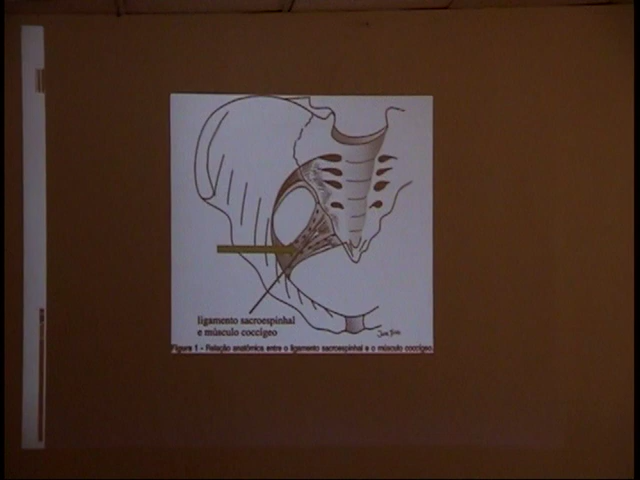 ligamento sacroespinhal
e músculo coccígeo
Figura 1 - Relação anatômica entre o ligamento sacroespinhal e o músculo coccígeo.